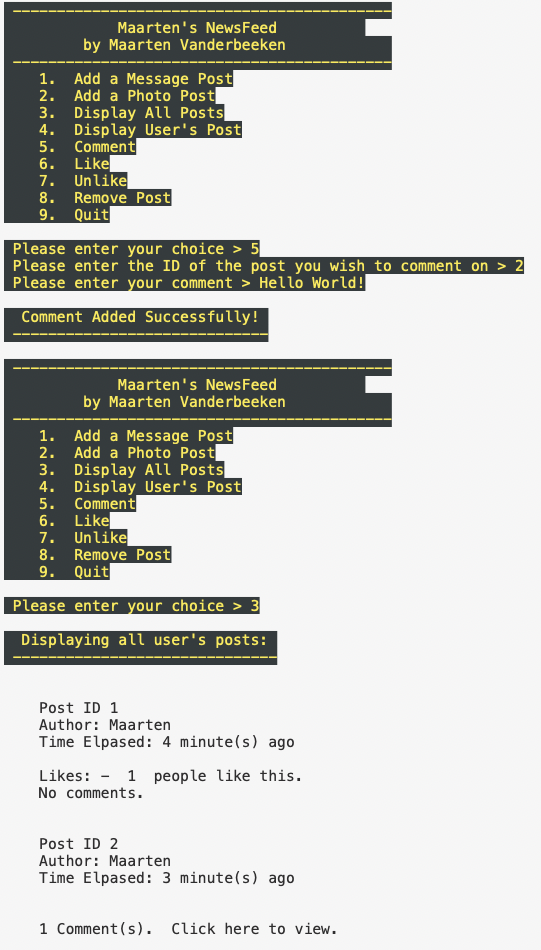 -------------------------------------------
Maarten's NewsFeed
by Maarten Vanderbeeken
-------------------------------------------
1. Add a Message Post
2. Add a Photo Post
3. Display All Posts
4. Display User's Post
5. Comment
6. Like
7. Unlike
8. Remove Post
9. Quit
Please enter your choice > 5
Please enter the ID of the post you wish to comment on > 2
Please enter your comment > Hello World!
Comment Added Successfully!
-----------------------------
-------------------------------------------
Maarten's NewsFeed
by Maarten Vanderbeeken
-------------------------------------------
1. Add a Message Post
2. Add a Photo Post
3. Display All Posts
4. Display User's Post
5. Comment
6. Like
7. Unlike
8. Remove Post
9. Quit
Please enter your choice > 3
Displaying all user's posts:
------------------------------
Post ID 1
Author: Maarten
Time Elpased: 4 minute(s) ago
Likes: - 1 people like this.
No comments.
Post ID 2
Author: Maarten
Time Elpased: 3 minute(s) ago
1 Comment(s). Click here to view.